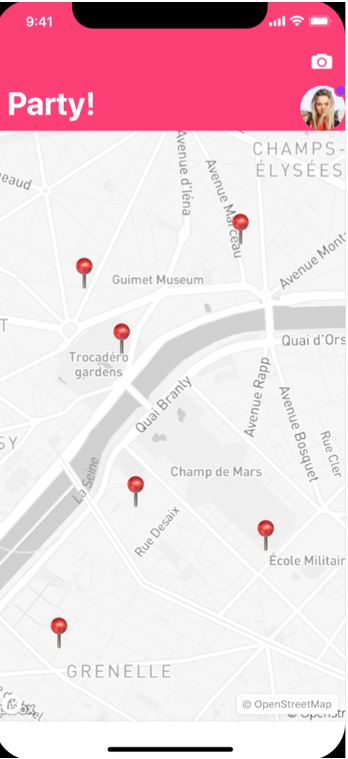 9:41
Party!
CHAMPS-
ÉLYSÉES
Avenue d'Iéna
Avenue Marceau
eaud
Guimet Museum
Avenue Mont
T
Quai d'Ors
Trocadéro
gardens
Quai Branly
Avenue Rapp
Avenue Bosquet
Rue Cler
SY
La Seine
Champ de Mars
Rue Desaix
École Militair
GRENELLE
© OpenStreetMap